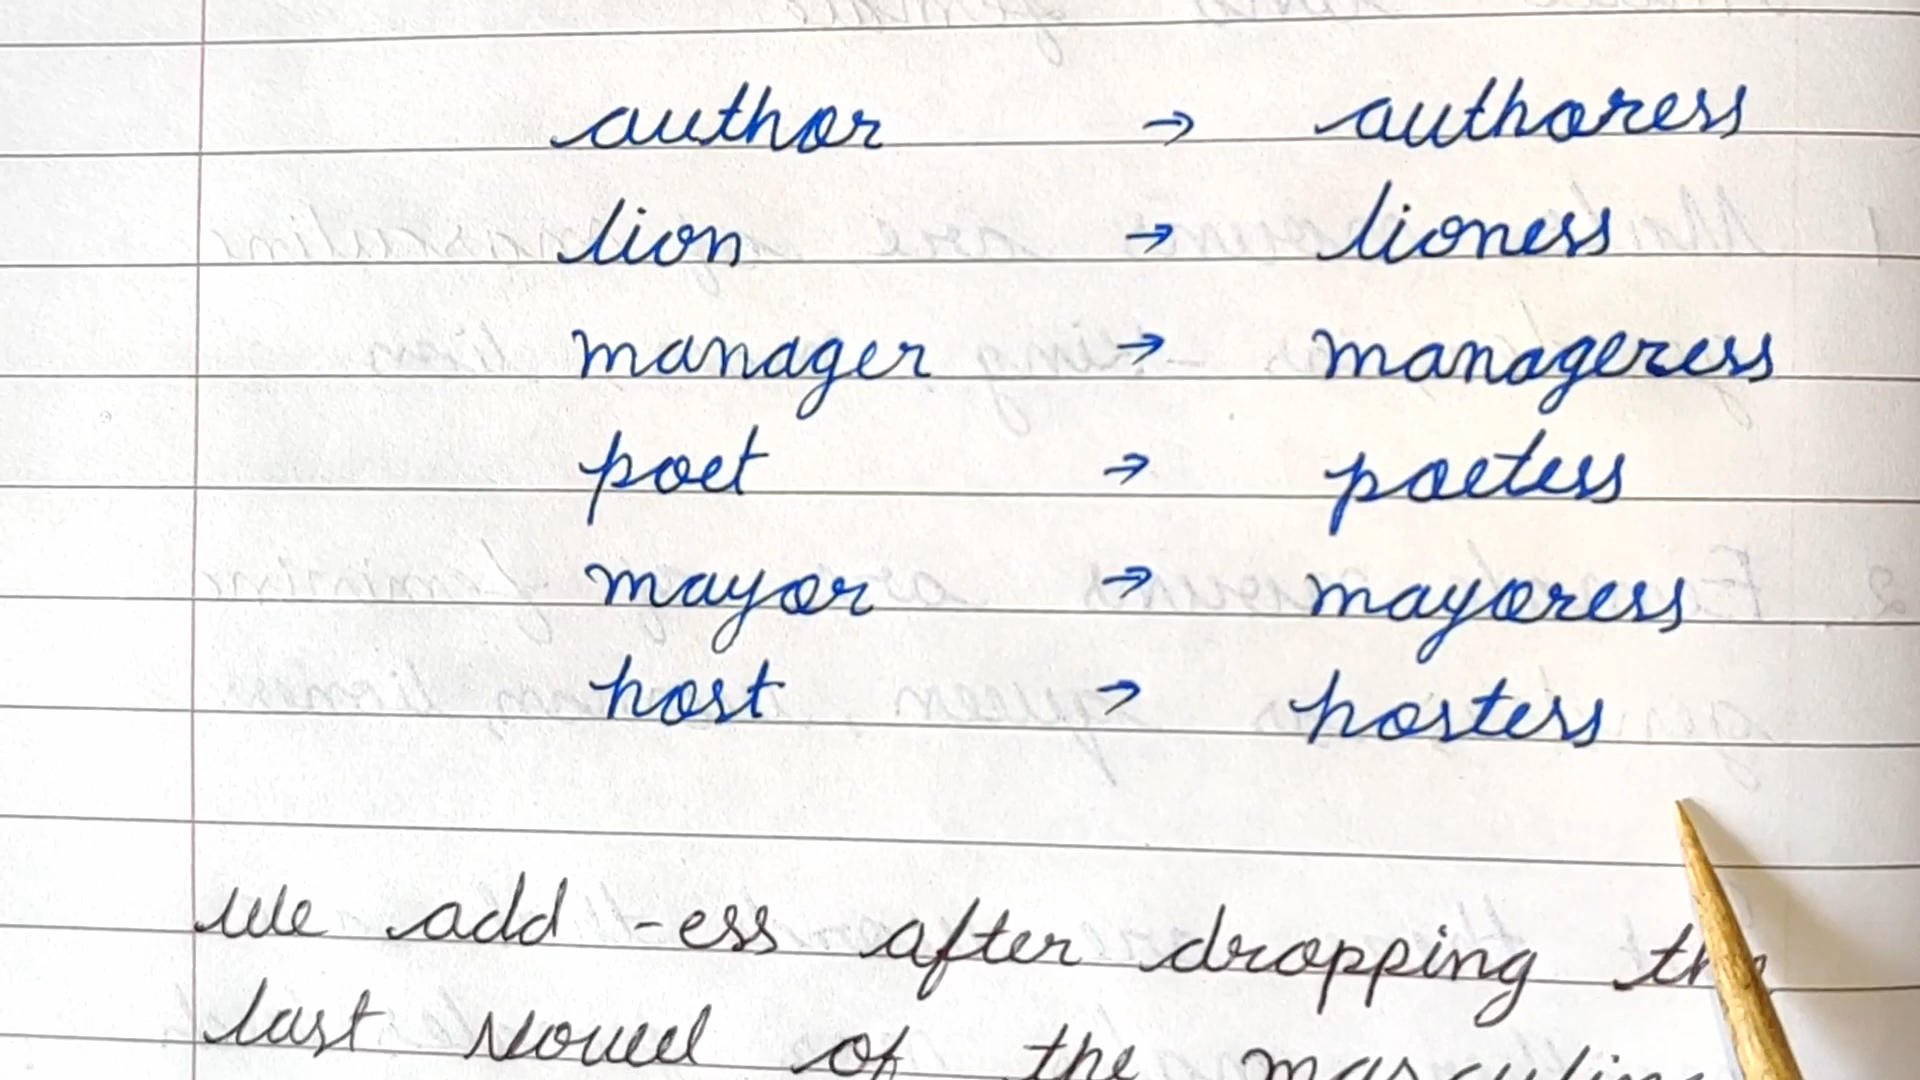 author → authoress
lion → lioness
manager → manageress
poet → poetess
mayor → mayoress
host → hostess
We add -ess after dropping the
last vowel of the masculine